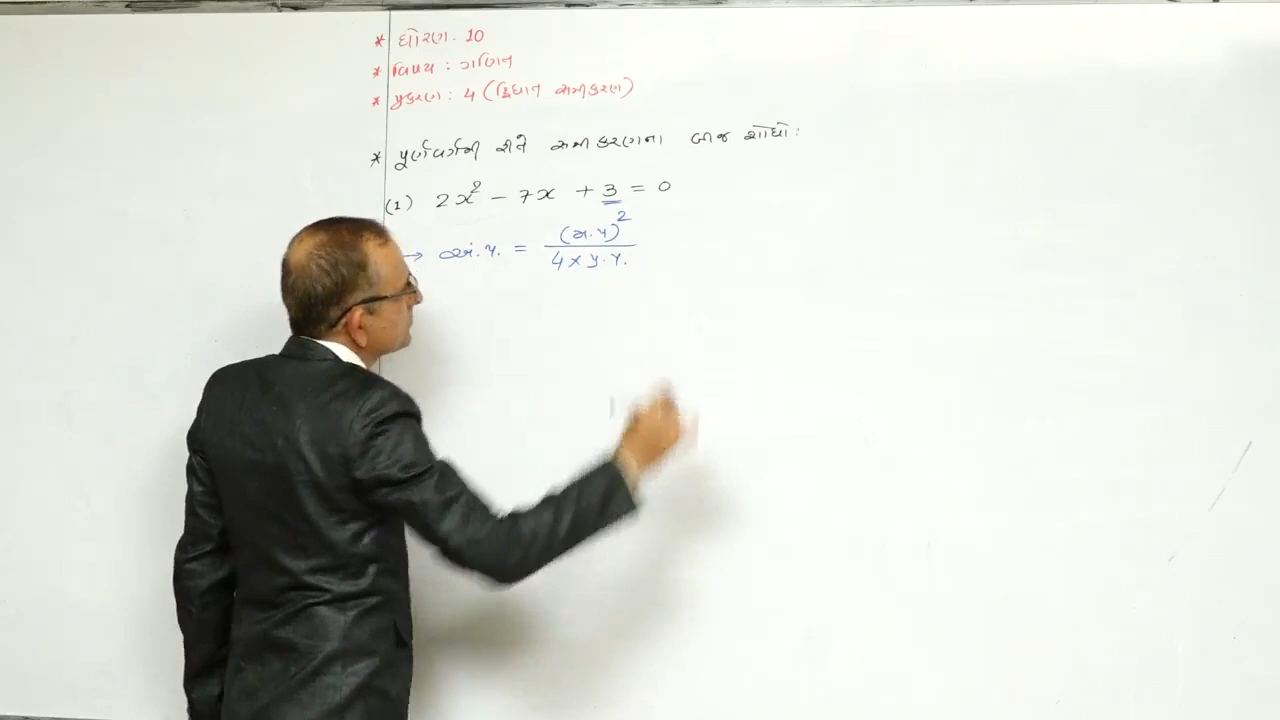 * ધોરણ. 10
* વિષય : ગણિત
* પ્રકરણ : 4 (દ્વિઘાત સમીકરણ)
* પૂર્ણવર્ગની રીતે સમીકરણના બીજ શોધો :
(1) 2x² - 7x + 3 = 0
→ અં.પ. = (મ.પ)² / 4 × પ્ર.પ.